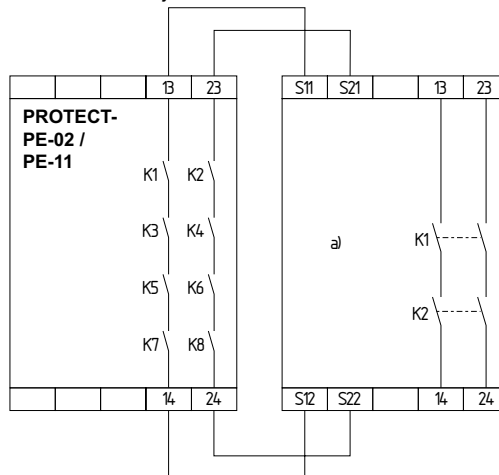 13 23 S11 S21 13 23
PROTECT-
PE-02 /
PE-11
K1 K2
K3 K4 a) K1
K5 K6
K2
K7 K8
14 24 S12 S22 14 24